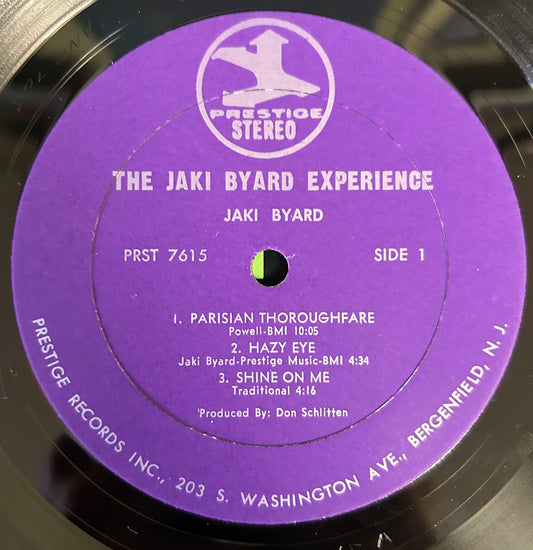 PRESTIGE
STEREO
THE JAKI BYARD EXPERIENCE
JAKI BYARD
PRST 7615
SIDE 1
1. PARISIAN THOROUGHFARE
Powell-BMI 10:05
2. HAZY EYE
Jaki Byard-Prestige Music-BMI 4:34
3. SHINE ON ME
Traditional 4:16
'Produced By: Don Schlitten
PRESTIGE RECORDS INC., 203 S. WASHINGTON AVE., BERGENFIELD, N. J.